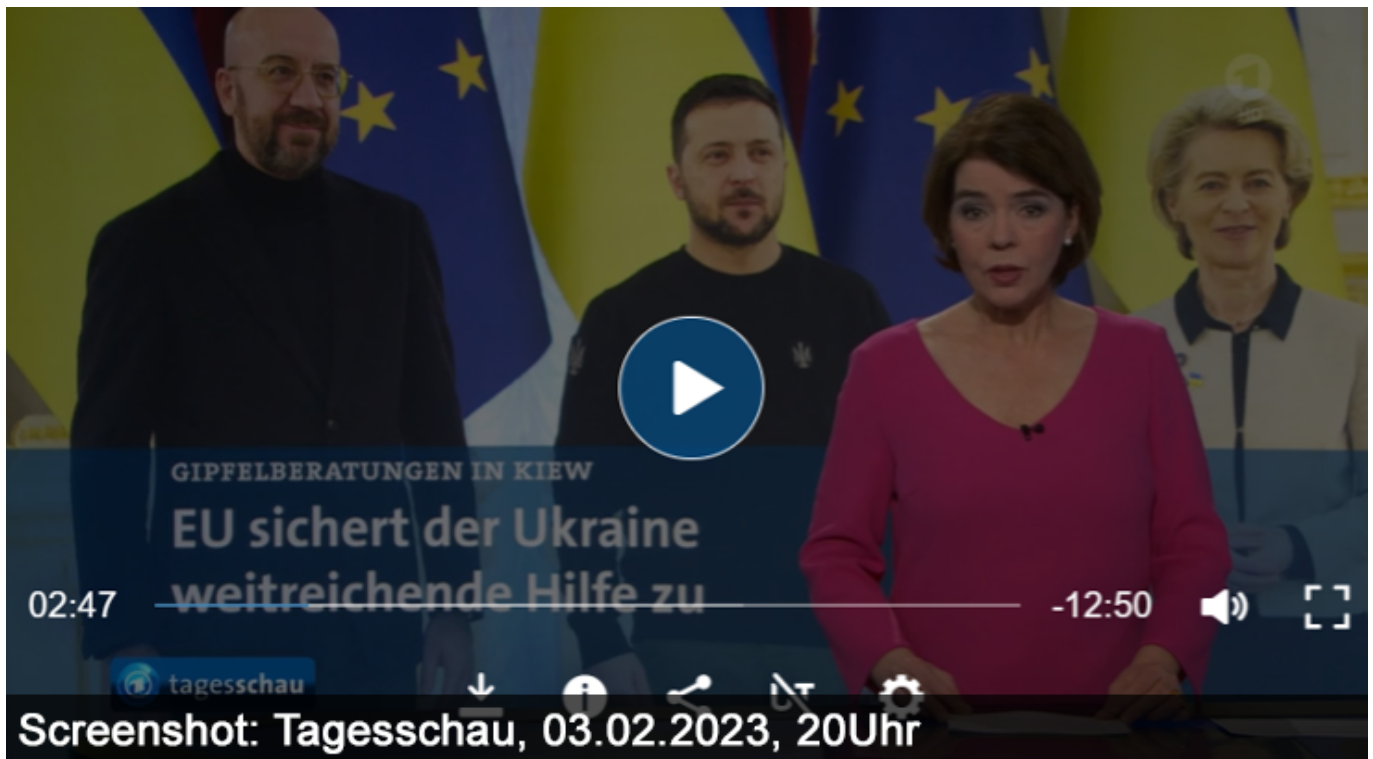 GIPFELBERATUNGEN IN KIEW
EU sichert der Ukraine
weitreichende Hilfe zu
02:47
-12:50
tagesschau
Screenshot: Tagesschau, 03.02.2023, 20Uhr